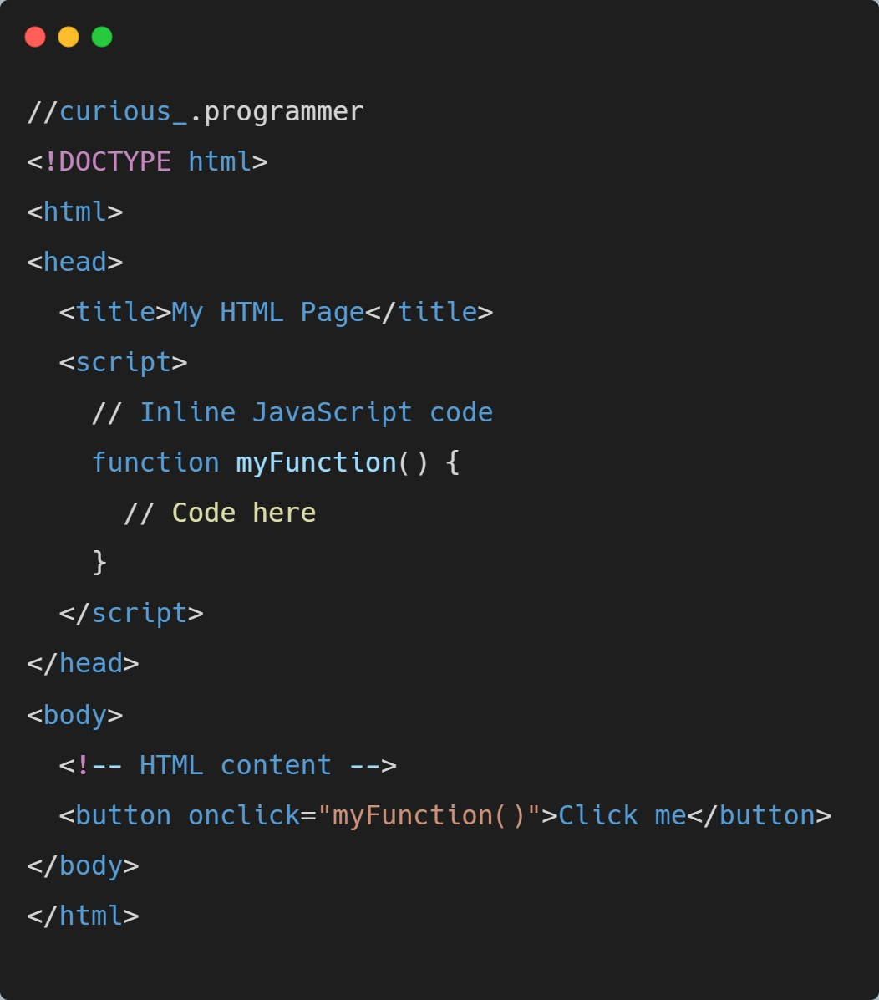 //curious_.programmer
<!DOCTYPE html>
<html>
<head>
  <title>My HTML Page</title>
  <script>
    // Inline JavaScript code
    function myFunction() {
      // Code here
    }
  </script>
</head>
<body>
  <!-- HTML content -->
  <button onclick="myFunction()">Click me</button>
</body>
</html>